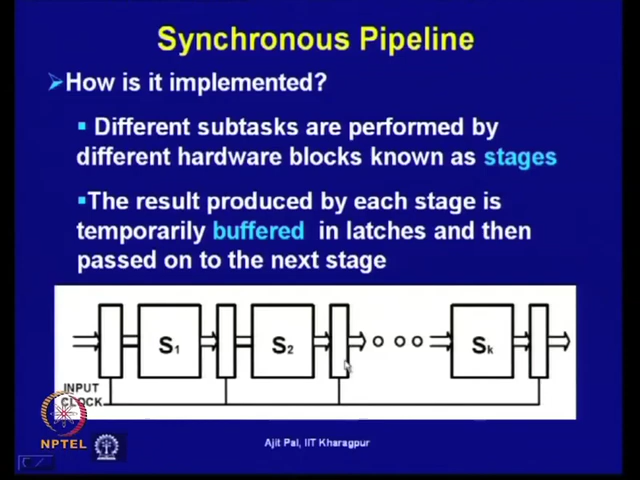 Synchronous Pipeline
How is it implemented?
Different subtasks are performed by
different hardware blocks known as stages
The result produced by each stage is
temporarily buffered in latches and then
passed on to the next stage
S1 S2 Sk
INPUT
CLOCK
NPTEL
Ajit Pal, IIT Kharagpur